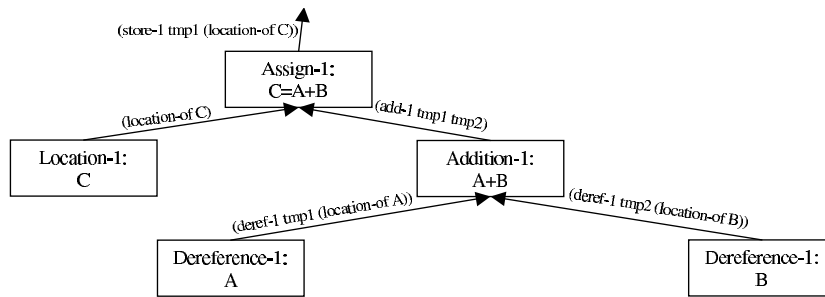 (store-1 tmp1 (location-of C))
Assign-1:
C=A+B
(location-of C)
(add-1 tmp1 tmp2)
Location-1:
C
Addition-1:
A+B
(deref-1 tmp1 (location-of A))
(deref-1 tmp2 (location-of B))
Dereference-1:
A
Dereference-1:
B